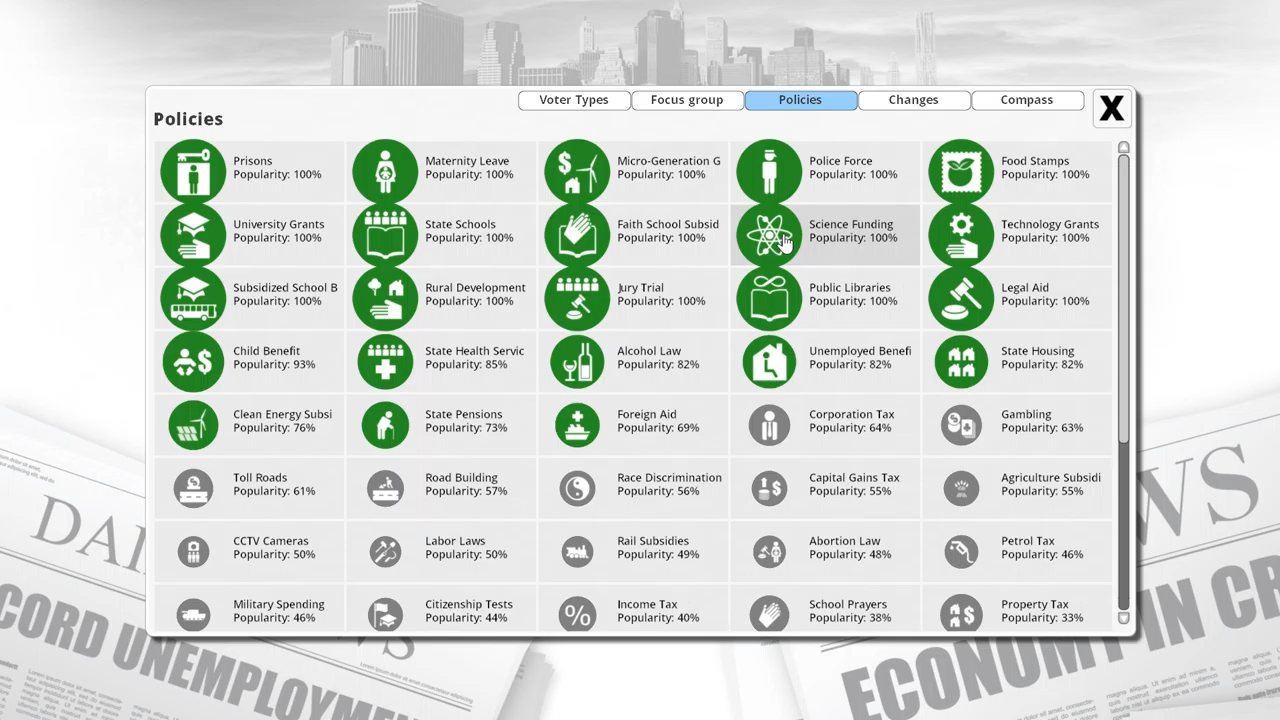 Voter Types
Focus group
Policies
Changes
Compass
X
Policies
Prisons
Popularity: 100%
Maternity Leave
Popularity: 100%
Micro-Generation G
Popularity: 100%
Police Force
Popularity: 100%
Food Stamps
Popularity: 100%
University Grants
Popularity: 100%
State Schools
Popularity: 100%
Faith School Subsid
Popularity: 100%
Science Funding
Popularity: 100%
Technology Grants
Popularity: 100%
Subsidized School B
Popularity: 100%
Rural Development
Popularity: 100%
Jury Trial
Popularity: 100%
Public Libraries
Popularity: 100%
Legal Aid
Popularity: 100%
Child Benefit
Popularity: 93%
State Health Servic
Popularity: 85%
Alcohol Law
Popularity: 82%
Unemployed Benefi
Popularity: 82%
State Housing
Popularity: 82%
Clean Energy Subsi
Popularity: 76%
State Pensions
Popularity: 73%
Foreign Aid
Popularity: 69%
Corporation Tax
Popularity: 64%
Gambling
Popularity: 63%
Toll Roads
Popularity: 61%
Road Building
Popularity: 57%
Race Discrimination
Popularity: 56%
Capital Gains Tax
Popularity: 55%
Agriculture Subsidi
Popularity: 55%
CCTV Cameras
Popularity: 50%
Labor Laws
Popularity: 50%
Rail Subsidies
Popularity: 49%
Abortion Law
Popularity: 48%
Petrol Tax
Popularity: 46%
Military Spending
Popularity: 46%
Citizenship Tests
Popularity: 44%
Income Tax
Popularity: 40%
School Prayers
Popularity: 38%
Property Tax
Popularity: 33%
DAI
WS
WS
CORD UNEMPLOYME
ECONOMY IN CR